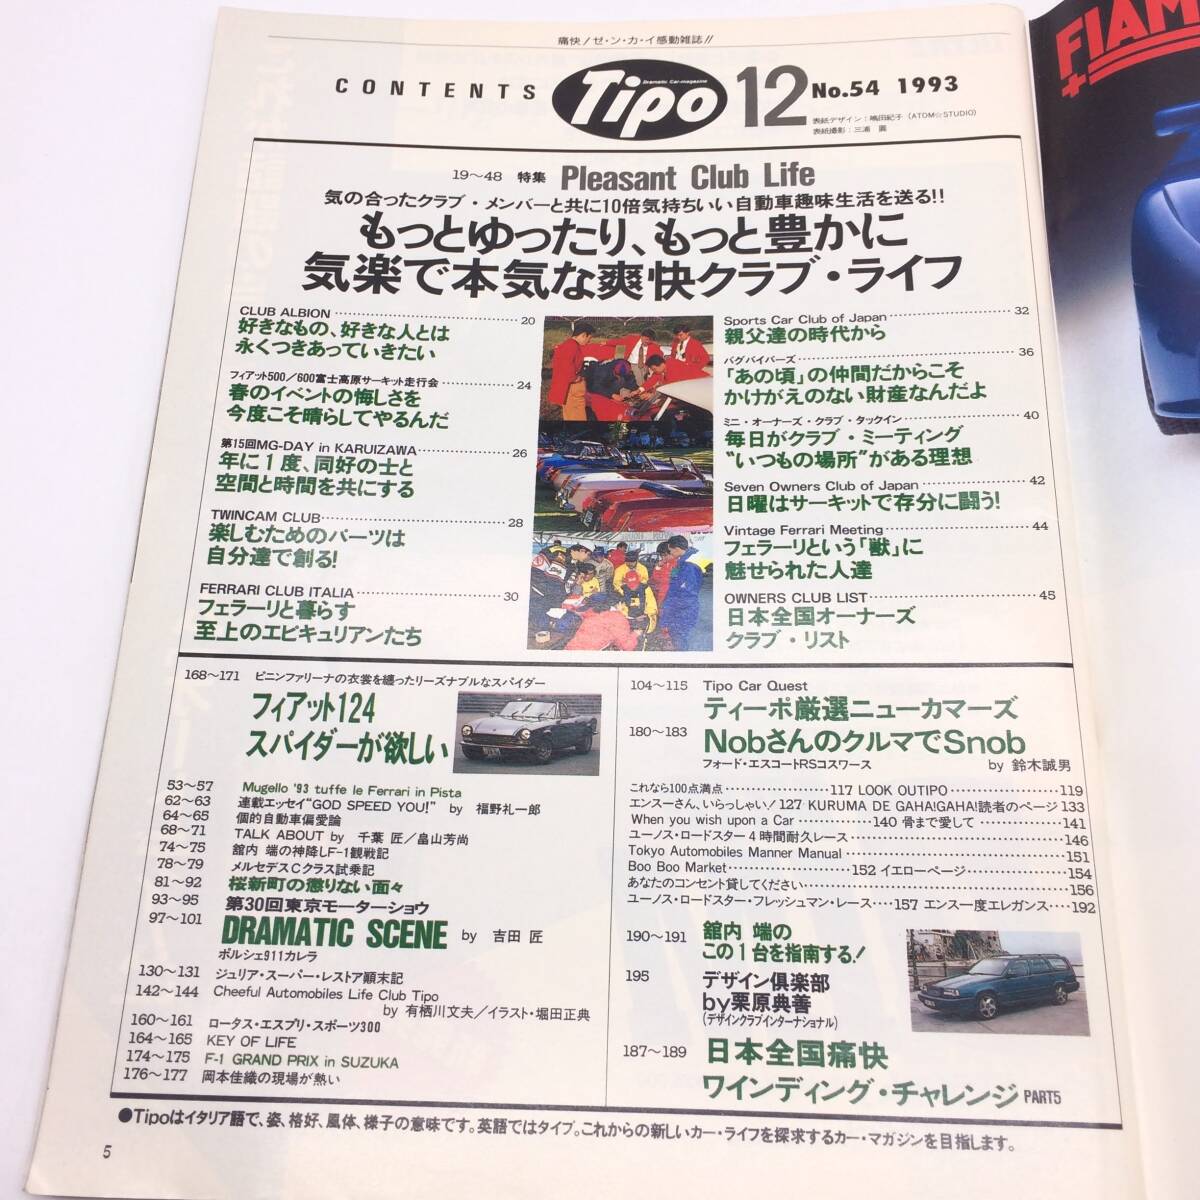 痛快!ゼ・ン・カ・イ感動雑誌!!
CONTENTS
Dramatic Car-magazine
Tipo
12 No.54 1993
表紙デザイン:嶋田紀子(ATOM☆STUDIO)
表紙撮影:三浦 圓
19〜48 特集 Pleasant Club Life
気の合ったクラブ・メンバーと共に10倍気持ちいい自動車趣味生活を送る!!
もっとゆったり、もっと豊かに
気楽で本気な爽快クラブ・ライフ
CLUB ALBION 20
好きなもの、好きな人とは
永くつきあっていきたい
フィアット500/600富士高原サーキット走行会 24
春のイベントの悔しさを
今度こそ晴らしてやるんだ
第15回MG-DAY in KARUIZAWA 26
年に1度、同好の士と
空間と時間を共にする
TWINCAM CLUB 28
楽しむためのパーツは
自分達で創る!
FERRARI CLUB ITALIA 30
フェラーリと暮らす
至上のエピキュリアンたち
Sports Car Club of Japan 32
親父達の時代から
バグバイバーズ 36
「あの頃」の仲間だからこそ
かけがえのない財産なんだよ
ミニ・オーナーズ・クラブ・タックイン 40
毎日がクラブ・ミーティング
"いつもの場所"がある理想
Seven Owners Club of Japan 42
日曜はサーキットで存分に闘う!
Vintage Ferrari Meeting 44
フェラーリという「獣」に
魅せられた人達
OWNERS CLUB LIST 45
日本全国オーナーズ
クラブ・リスト
168〜171 ピニンファリーナの衣裳を纏ったリーズナブルなスパイダー
フィアット124
スパイダーが欲しい
53〜57 Mugello '93 tuffe le Ferrari in Pista
62〜63 連載エッセイ"GOD SPEED YOU!" by 福野礼一郎
64〜65 個的自動車偏愛論
68〜71 TALK ABOUT by 千葉 匠/畠山芳尚
74〜75 舘内 端の神降しF-1観戦記
78〜79 メルセデスCクラス試乗記
81〜92 桜新町の懲りない面々
93〜95 第30回東京モーターショウ
97〜101 DRAMATIC SCENE by 吉田 匠
ポルシェ911カレラ
130〜131 ジュリア・スーパー・レストア顛末記
142〜144 Cheeful Automobiles Life Club Tipo
by 有栖川文夫/イラスト・堀田正典
160〜161 ロータス・エスプリ・スポーツ300
164〜165 KEY OF LIFE
174〜175 F-1 GRAND PRIX in SUZUKA
176〜177 岡本佳織の現場が熱い
104〜115 Tipo Car Quest
ティーポ厳選ニューカマーズ
180〜183 NobさんのクルマでSnob
フォード・エスコートRSコスワース by 鈴木誠男
これなら100点満点 117 LOOK OUTIPO 119
エンスーさん、いらっしゃい! 127 KURUMA DE GAHA!GAHA!読者のページ 133
When you wish upon a Car 140 骨まで愛して 141
ユーノス・ロードスター4時間耐久レース 146
Tokyo Automobiles Manner Manual 151
Boo Boo Market 152 イエローページ 154
あなたのコンセント貸してください 156
ユーノス・ロードスター・フレッシュマン・レース 157 エンスー度エレガンス 192
190〜191 舘内 端の
この1台を指南する!
195 デザイン倶楽部
by栗原典善
(デザインクラブインターナショナル)
187〜189 日本全国痛快
ワインディング・チャレンジ PART5
●Tipoはイタリア語で、姿、格好、風体、様子の意味です。英語ではタイプ。これからの新しいカー・ライフを探求するカー・マガジンを目指します。
5
FIAM